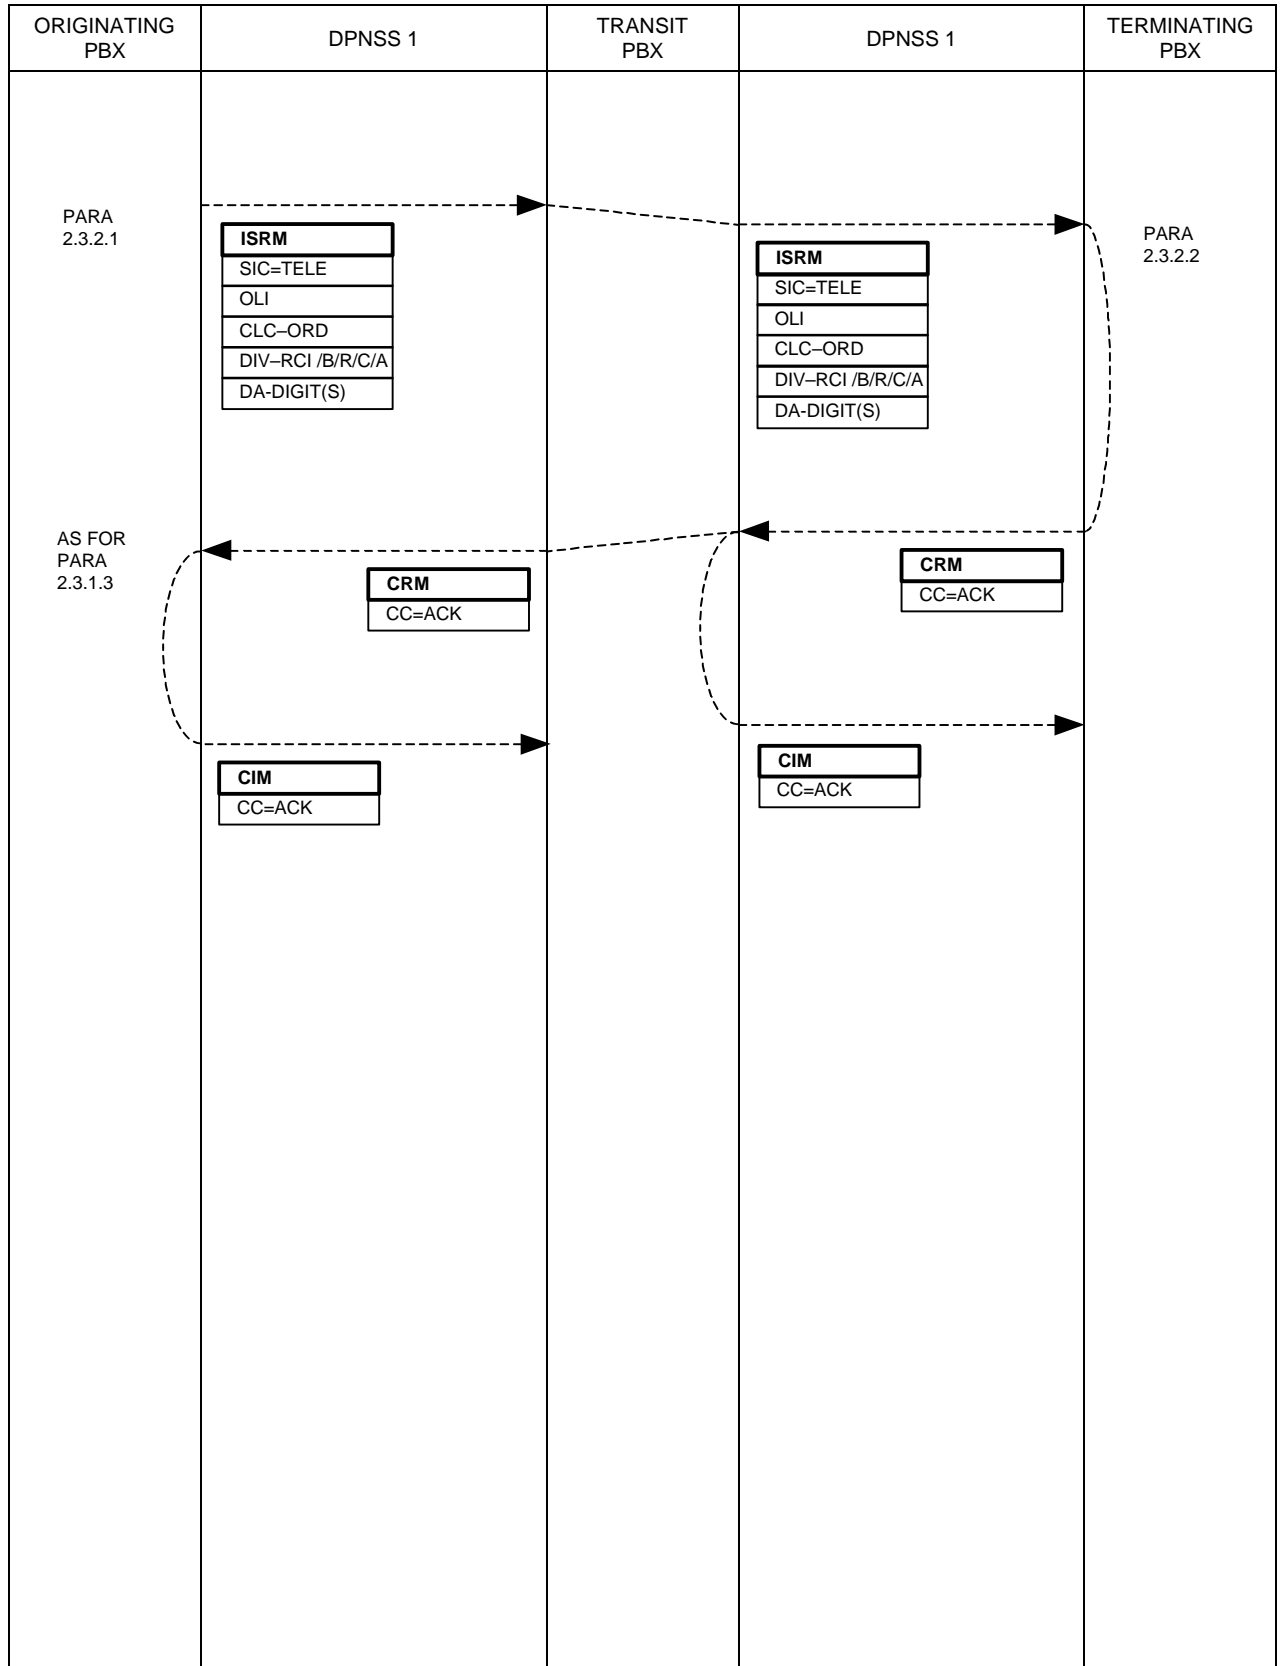 ORIGINATING
PBX
DPNSS 1
TRANSIT
PBX
DPNSS 1
TERMINATING
PBX
PARA
2.3.2.1
ISRM
SIC=TELE
OLI
CLC–ORD
DIV–RCI /B/R/C/A
DA-DIGIT(S)
ISRM
SIC=TELE
OLI
CLC–ORD
DIV–RCI /B/R/C/A
DA-DIGIT(S)
PARA
2.3.2.2
AS FOR
PARA
2.3.1.3
CRM
CC=ACK
CRM
CC=ACK
CIM
CC=ACK
CIM
CC=ACK